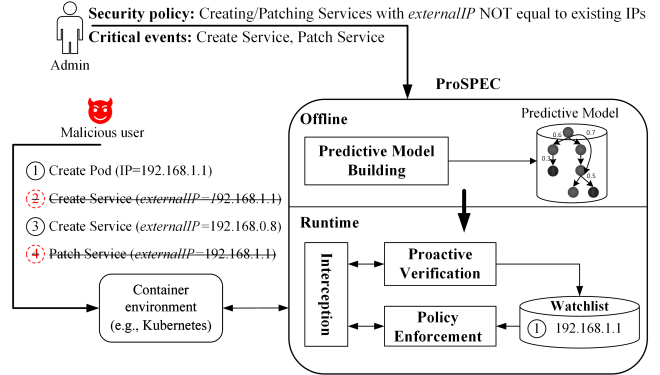 Security policy: Creating/Patching Services with externalIP NOT equal to existing IPs
Critical events: Create Service, Patch Service
Admin
ProSPEC
Malicious user
Offline
Predictive Model
0.6
0.7
0.3
0.5
Predictive Model
Building
1 Create Pod (IP=192.168.1.1)
2 Create Service (externalIP=192.168.1.1)
3 Create Service (externalIP=192.168.0.8)
4 Patch Service (externalIP=192.168.1.1)
Runtime
Interception
Proactive
Verification
Policy
Enforcement
Watchlist
1 192.168.1.1
Container
environment
(e.g., Kubernetes)